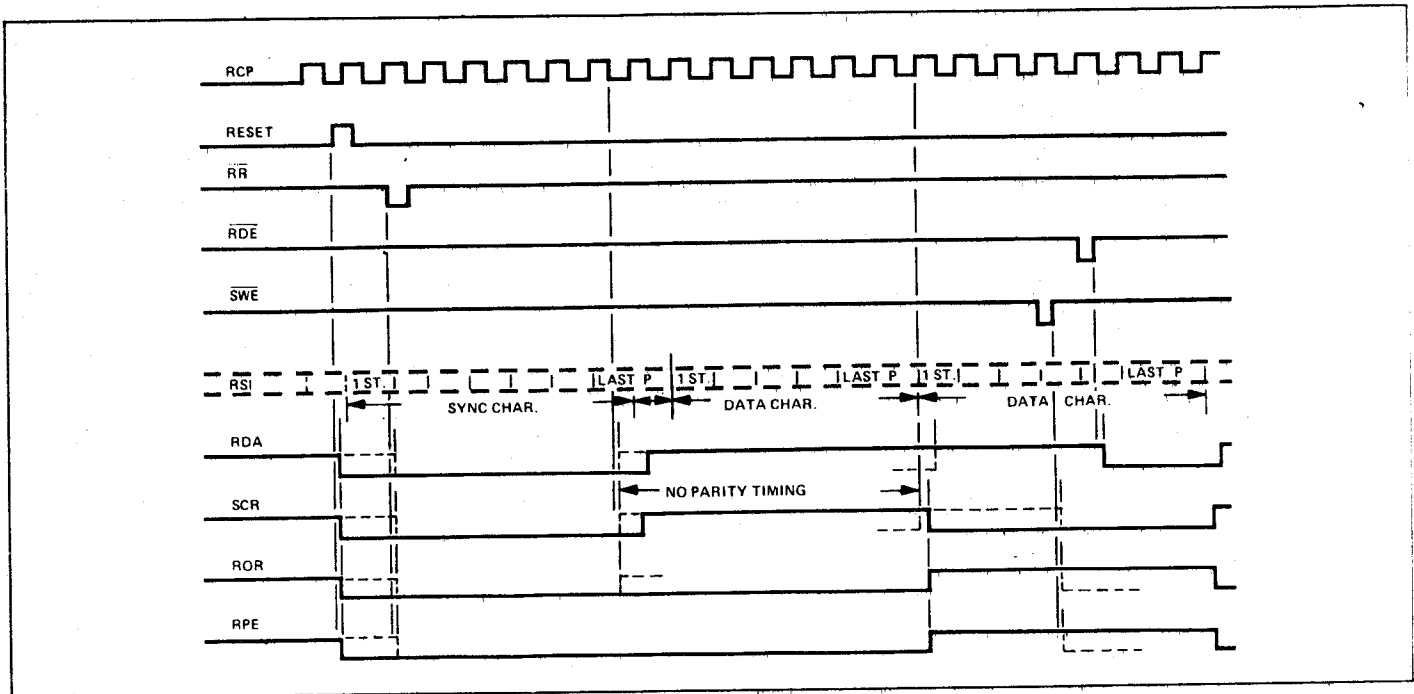 RCP
RESET
RR
RDE
SWE
RSI 1 ST. LAST P 1 ST. LAST P 1 ST. LAST P
SYNC CHAR. DATA CHAR. DATA CHAR.
RDA
NO PARITY TIMING
SCR
ROR
RPE